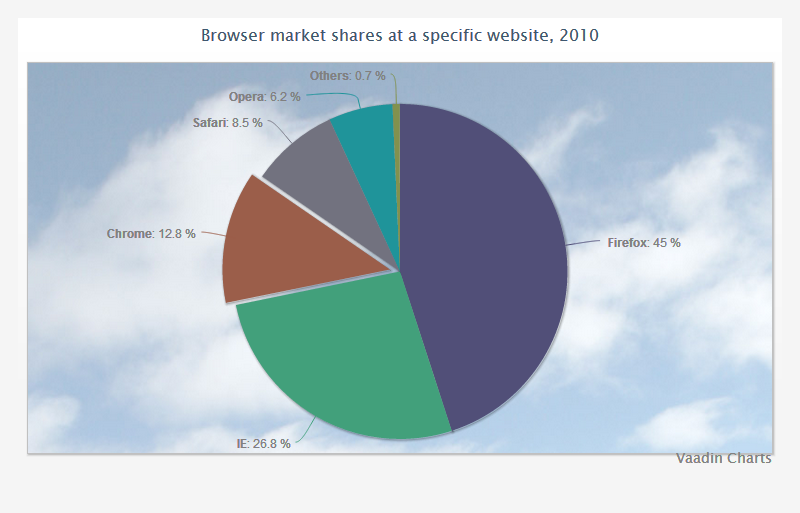 Browser market shares at a specific website, 2010
Others: 0.7 %
Opera: 6.2 %
Safari: 8.5 %
Chrome: 12.8 %
Firefox: 45 %
IE: 26.8 %
Vaadin Charts